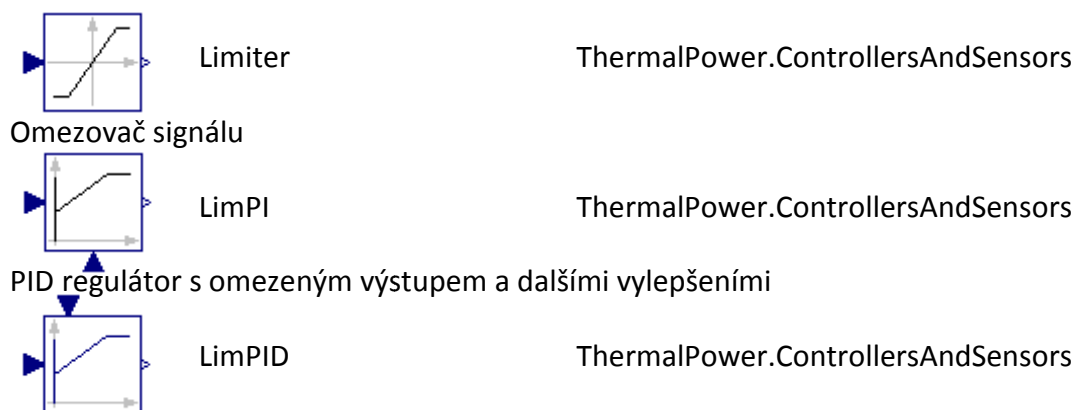 Limiter ThermalPower.ControllersAndSensors
Omezovač signálu
LimPI ThermalPower.ControllersAndSensors
PID regulátor s omezeným výstupem a dalšími vylepšeními
LimPID ThermalPower.ControllersAndSensors